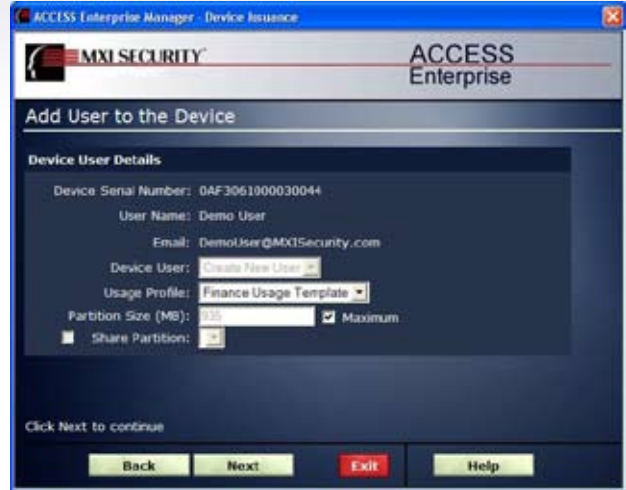 ACCESS Enterprise Manager - Device Issuance
MXI SECURITY
ACCESS
Enterprise
Add User to the Device
Device User Details
Device Serial Number: 0AF3061000030044
User Name: Demo User
Email: DemoUser@MXISecurity.com
Device User: Create New User
Usage Profile: Finance Usage Template
Partition Size (MB): 935 Maximum
Share Partition:
Click Next to continue
Back Next Exit Help